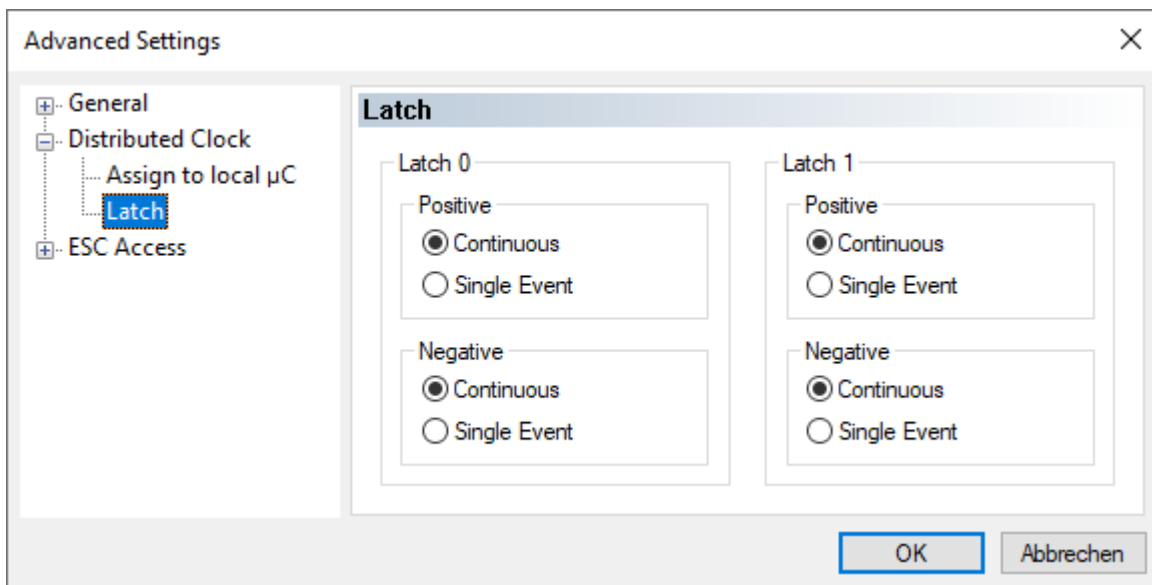 Advanced Settings
General
Distributed Clock
Assign to local µC
Latch
ESC Access
Latch
Latch 0
Positive
Continuous
Single Event
Negative
Continuous
Single Event
Latch 1
Positive
Continuous
Single Event
Negative
Continuous
Single Event
OK
Abbrechen